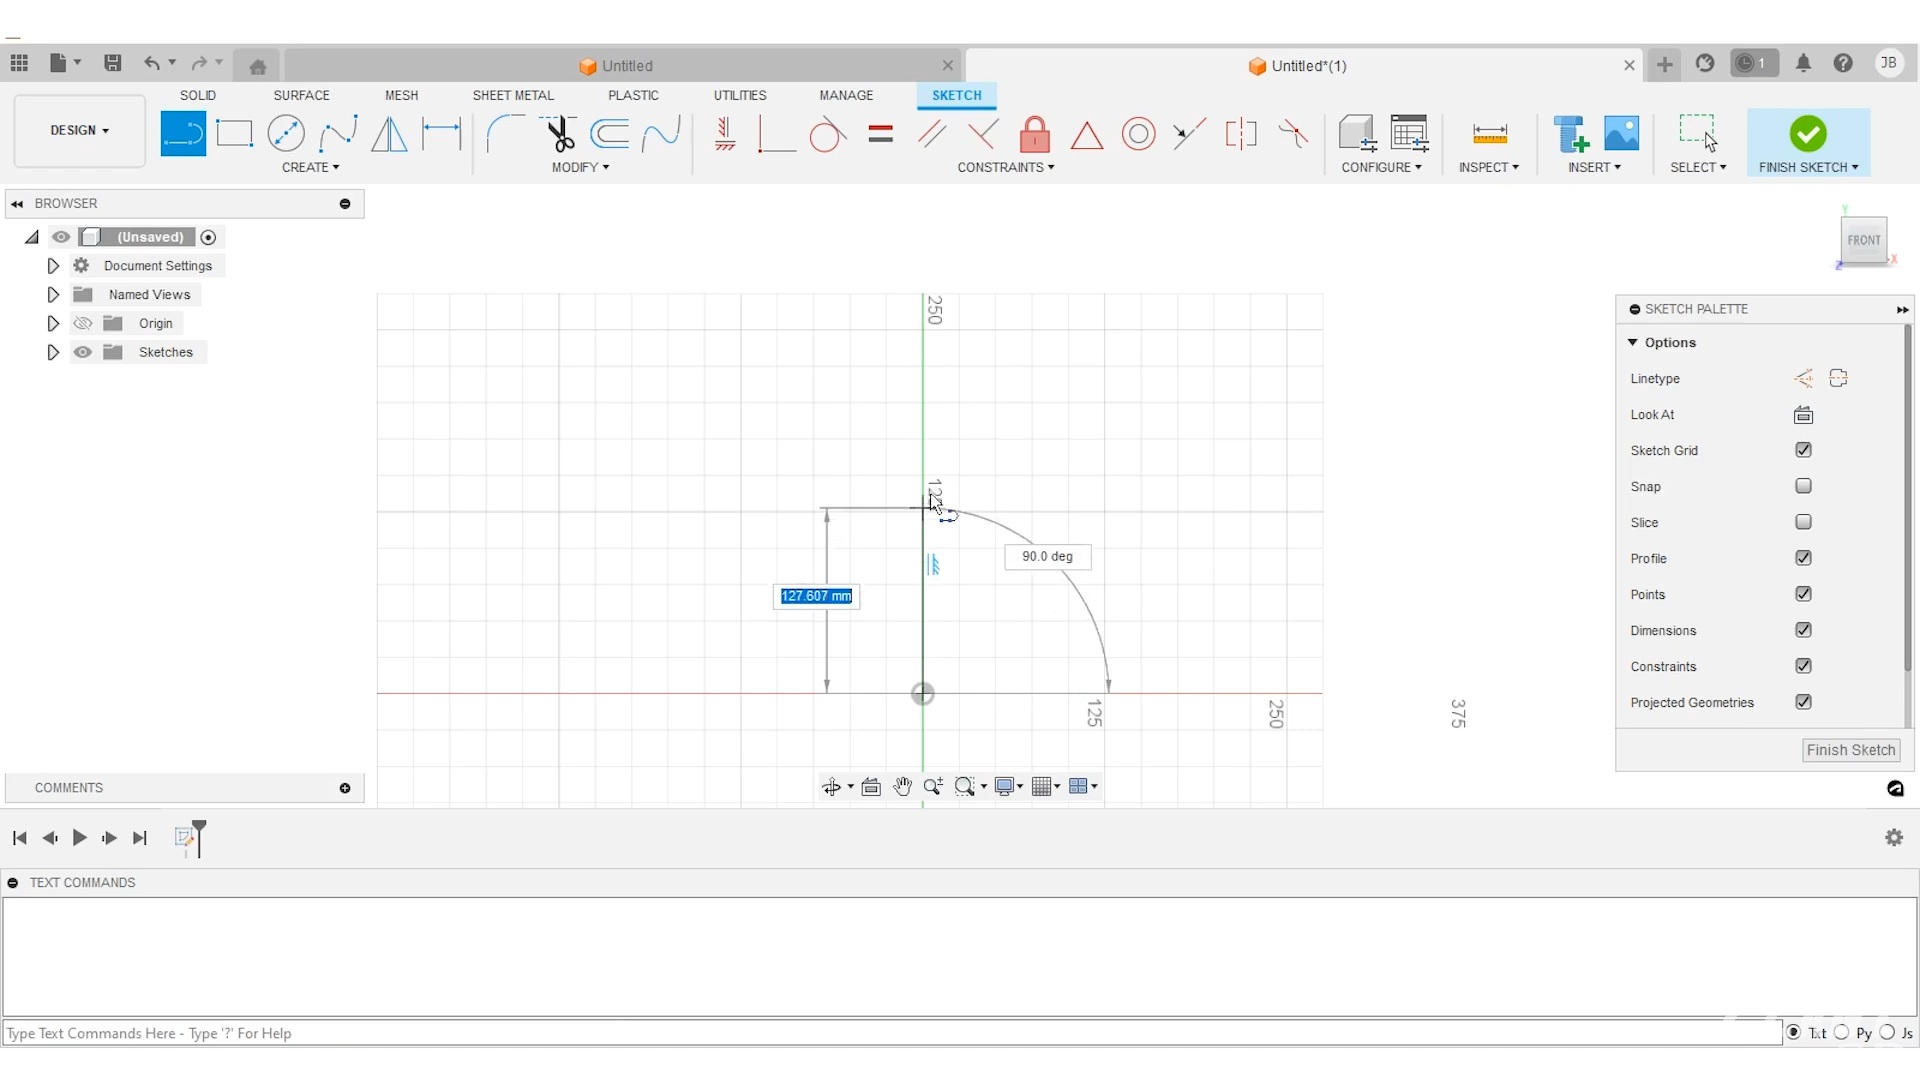 Untitled
Untitled*(1)
1
JB
SOLID
SURFACE
MESH
SHEET METAL
PLASTIC
UTILITIES
MANAGE
SKETCH
DESIGN
CREATE
MODIFY
CONSTRAINTS
CONFIGURE
INSPECT
INSERT
SELECT
FINISH SKETCH
BROWSER
(Unsaved)
Document Settings
Named Views
Origin
Sketches
Y
FRONT
X
Z
SKETCH PALETTE
Options
Linetype
Look At
Sketch Grid
Snap
Slice
Profile
Points
Dimensions
Constraints
Projected Geometries
Finish Sketch
250
90.0 deg
127.607 mm
125
250
375
COMMENTS
TEXT COMMANDS
Type Text Commands Here - Type '?' For Help
Txt
Py
Js